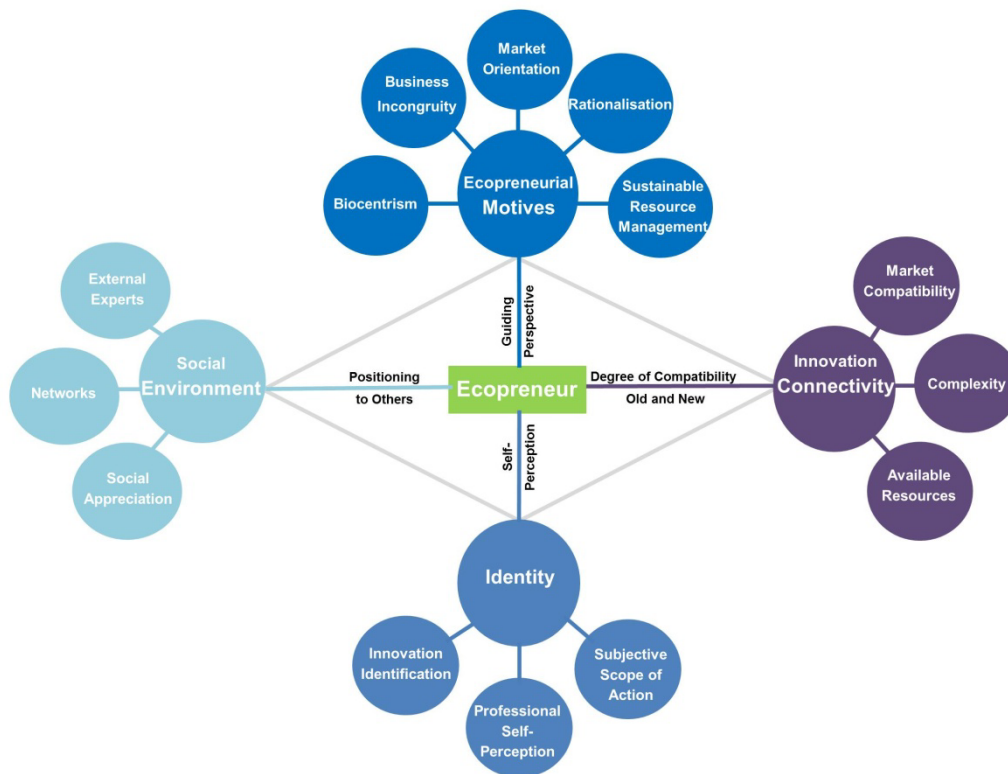 Market
Orientation
Business
Incongruity
Rationalisation
Biocentrism
Ecopreneurial
Motives
Sustainable
Resource
Management
External
Experts
Networks
Social
Appreciation
Social
Environment
Positioning
to Others
Guiding
Perspective
Ecopreneur
Degree of Compatibility
Old and New
Self-
Perception
Innovation
Connectivity
Market
Compatibility
Complexity
Available
Resources
Identity
Innovation
Identification
Professional
Self-
Perception
Subjective
Scope of
Action